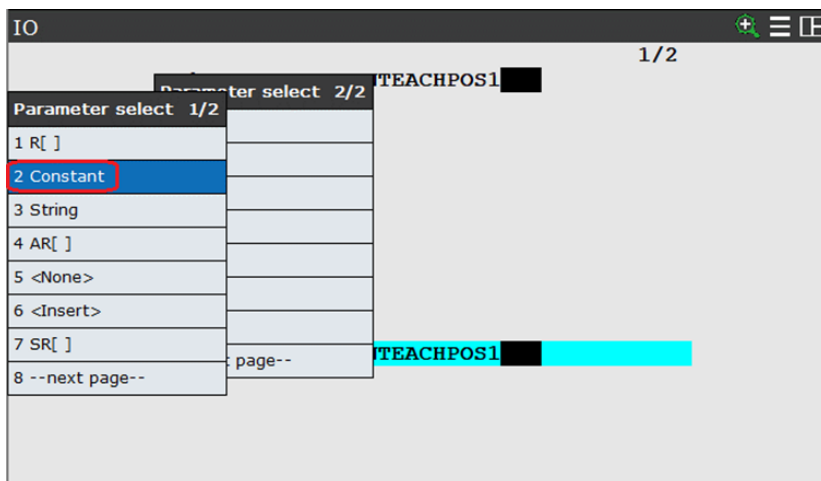 IO
1/2
TEACHPOS1
ter select 2/2
Parameter select 1/2
1 R[ ]
2 Constant
3 String
4 AR[ ]
5 <None>
6 <Insert>
7 SR[ ]
TEACHPOS1
page--
8 --next page--